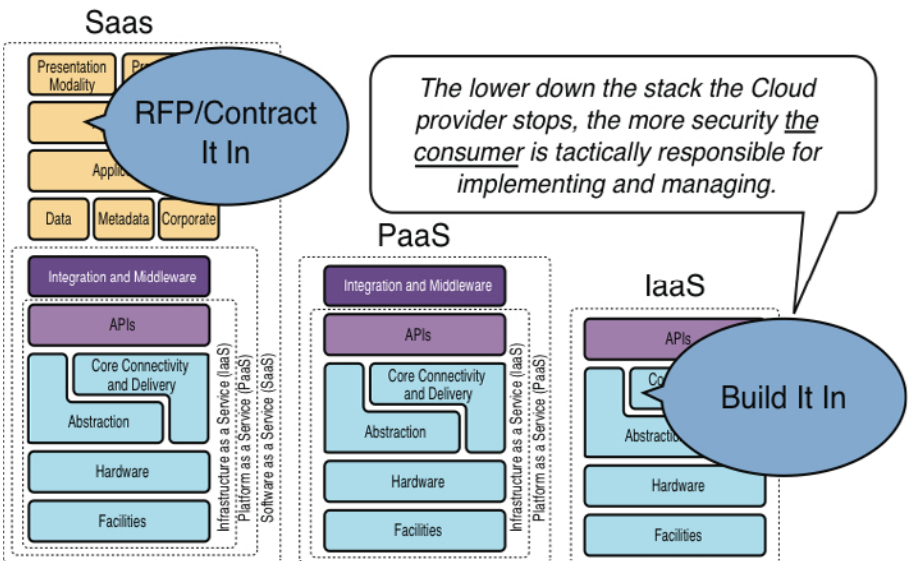 Saas
Presentation
Modality
RFP/Contract
It In
Data
Metadata
Corporate
Integration and Middleware
APIs
Core Connectivity
and Delivery
Abstraction
Hardware
Facilities
Infrastructure as a Service (IaaS)
Platform as a Service (PaaS)
Software as a Service (SaaS)
The lower down the stack the Cloud
provider stops, the more security the
consumer is tactically responsible for
implementing and managing.
PaaS
Integration and Middleware
APIs
Core Connectivity
and Delivery
Abstraction
Hardware
Facilities
Infrastructure as a Service (IaaS)
Platform as a Service (PaaS)
IaaS
APIs
Build It In
Hardware
Facilities